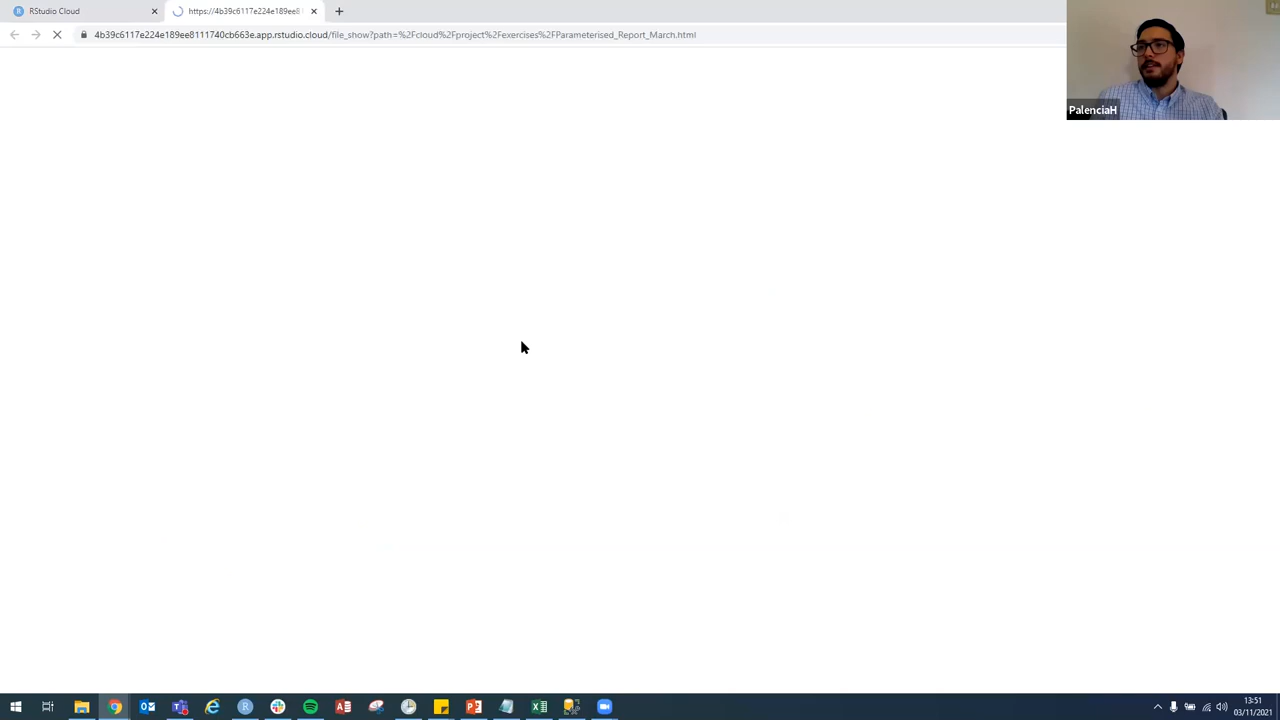 RStudio Cloud
https://4b39c6117e224e189ee8
4b39c6117e224e189ee8111740cb663e.app.rstudio.cloud/file_show?path=%2Fcloud%2Fproject%2Fexercises%2FParameterised_Report_March.html
PalenciaH
13:51
03/11/2021